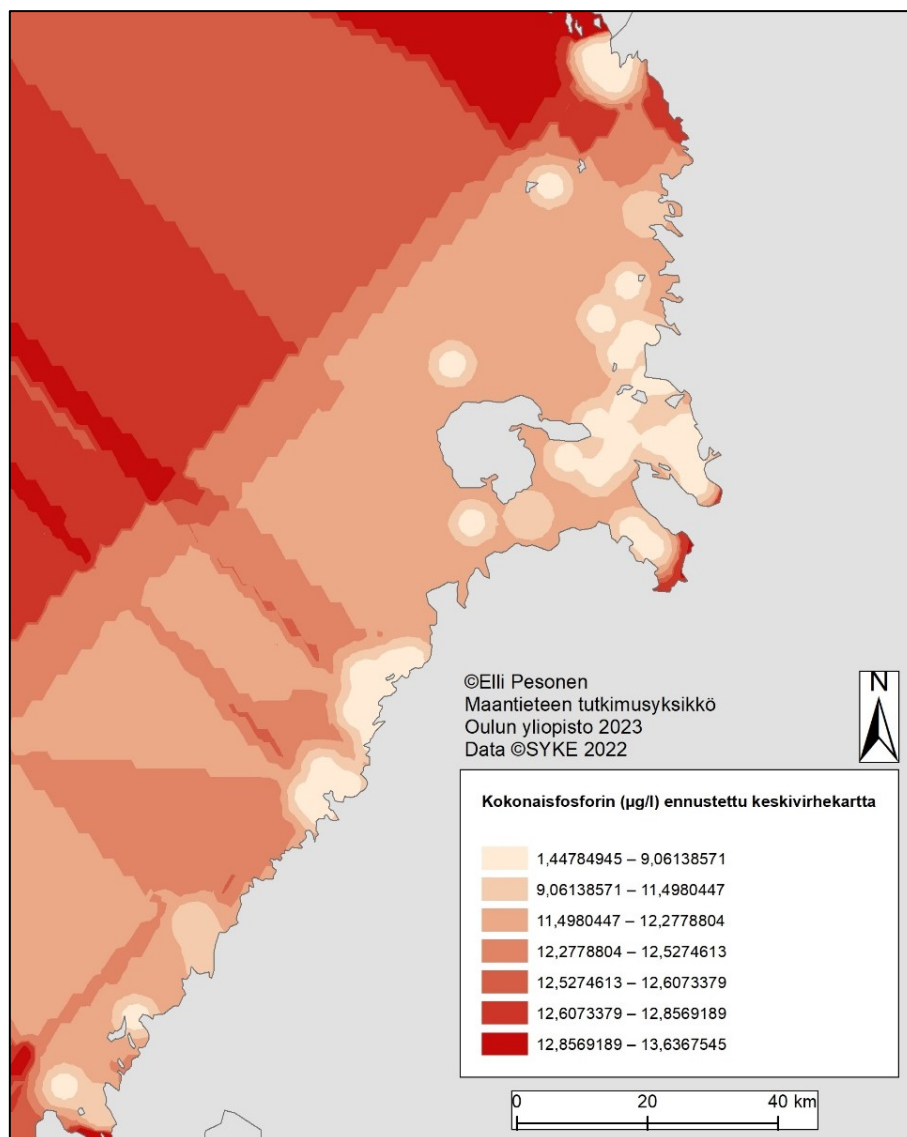 ©Elli Pesonen
Maantieteen tutkimusyksikkö
Oulun yliopisto 2023
Data ©SYKE 2022
N
Kokonaisfosforin (µg/l) ennustettu keskivirhekartta
1,44784945 – 9,06138571
9,06138571 – 11,4980447
11,4980447 – 12,2778804
12,2778804 – 12,5274613
12,5274613 – 12,6073379
12,6073379 – 12,8569189
12,8569189 – 13,6367545
0 20 40 km